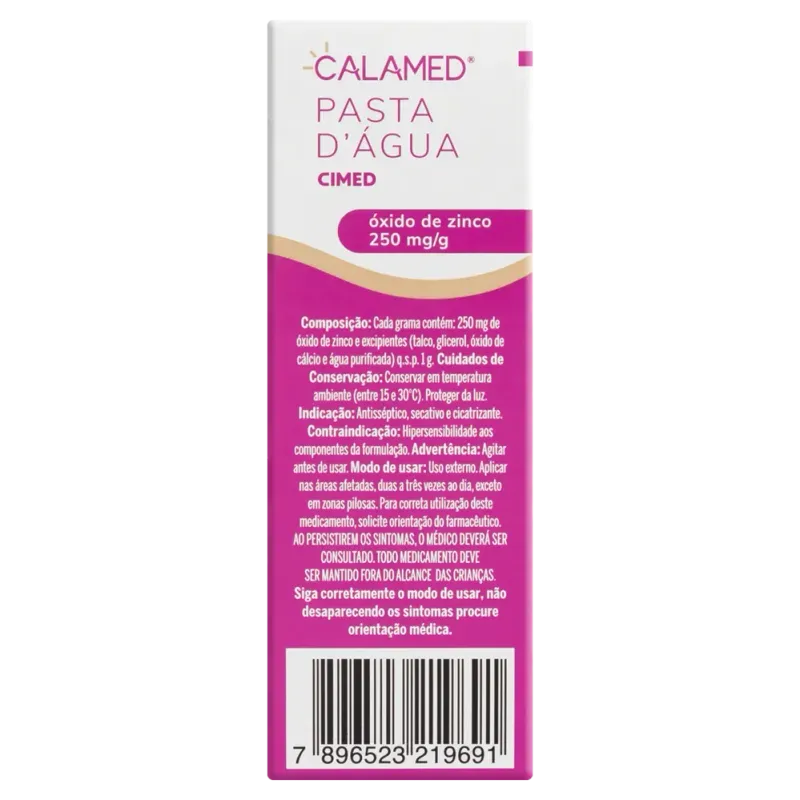 CALAMED®
PASTA
D'ÁGUA
CIMED
óxido de zinco
250 mg/g
Composição: Cada grama contém: 250 mg de
óxido de zinco e excipientes (talco, glicerol, óxido de
cálcio e água purificada) q.s.p. 1 g. Cuidados de
Conservação: Conservar em temperatura
ambiente (entre 15 e 30°C). Proteger da luz.
Indicação: Antisséptico, secativo e cicatrizante.
Contraindicação: Hipersensibilidade aos
componentes da formulação. Advertência: Agitar
antes de usar. Modo de usar: Uso externo. Aplicar
nas áreas afetadas, duas a três vezes ao dia, exceto
em zonas pilosas. Para correta utilização deste
medicamento, solicite orientação do farmacêutico.
AO PERSISTIREM OS SINTOMAS, O MÉDICO DEVERÁ SER
CONSULTADO. TODO MEDICAMENTO DEVE
SER MANTIDO FORA DO ALCANCE DAS CRIANÇAS.
Siga corretamente o modo de usar, não
desaparecendo os sintomas procure
orientação médica.
7 896523 219691